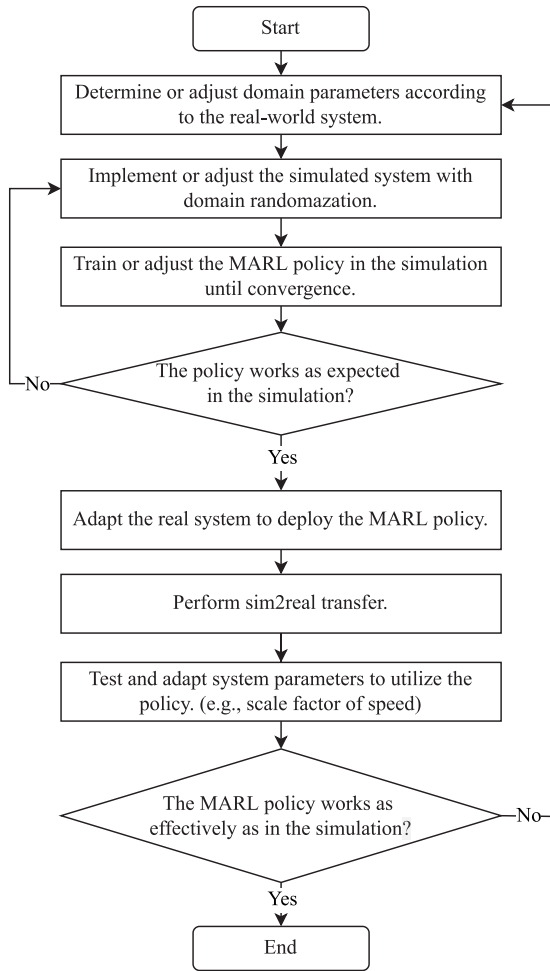 Start
Determine or adjust domain parameters according
to the real-world system.
Implement or adjust the simulated system with
domain randomazation.
Train or adjust the MARL policy in the simulation
until convergence.
The policy works as expected
in the simulation?
No
Yes
Adapt the real system to deploy the MARL policy.
Perform sim2real transfer.
Test and adapt system parameters to utilize the
policy. (e.g., scale factor of speed)
The MARL policy works as
effectively as in the simulation?
No
Yes
End